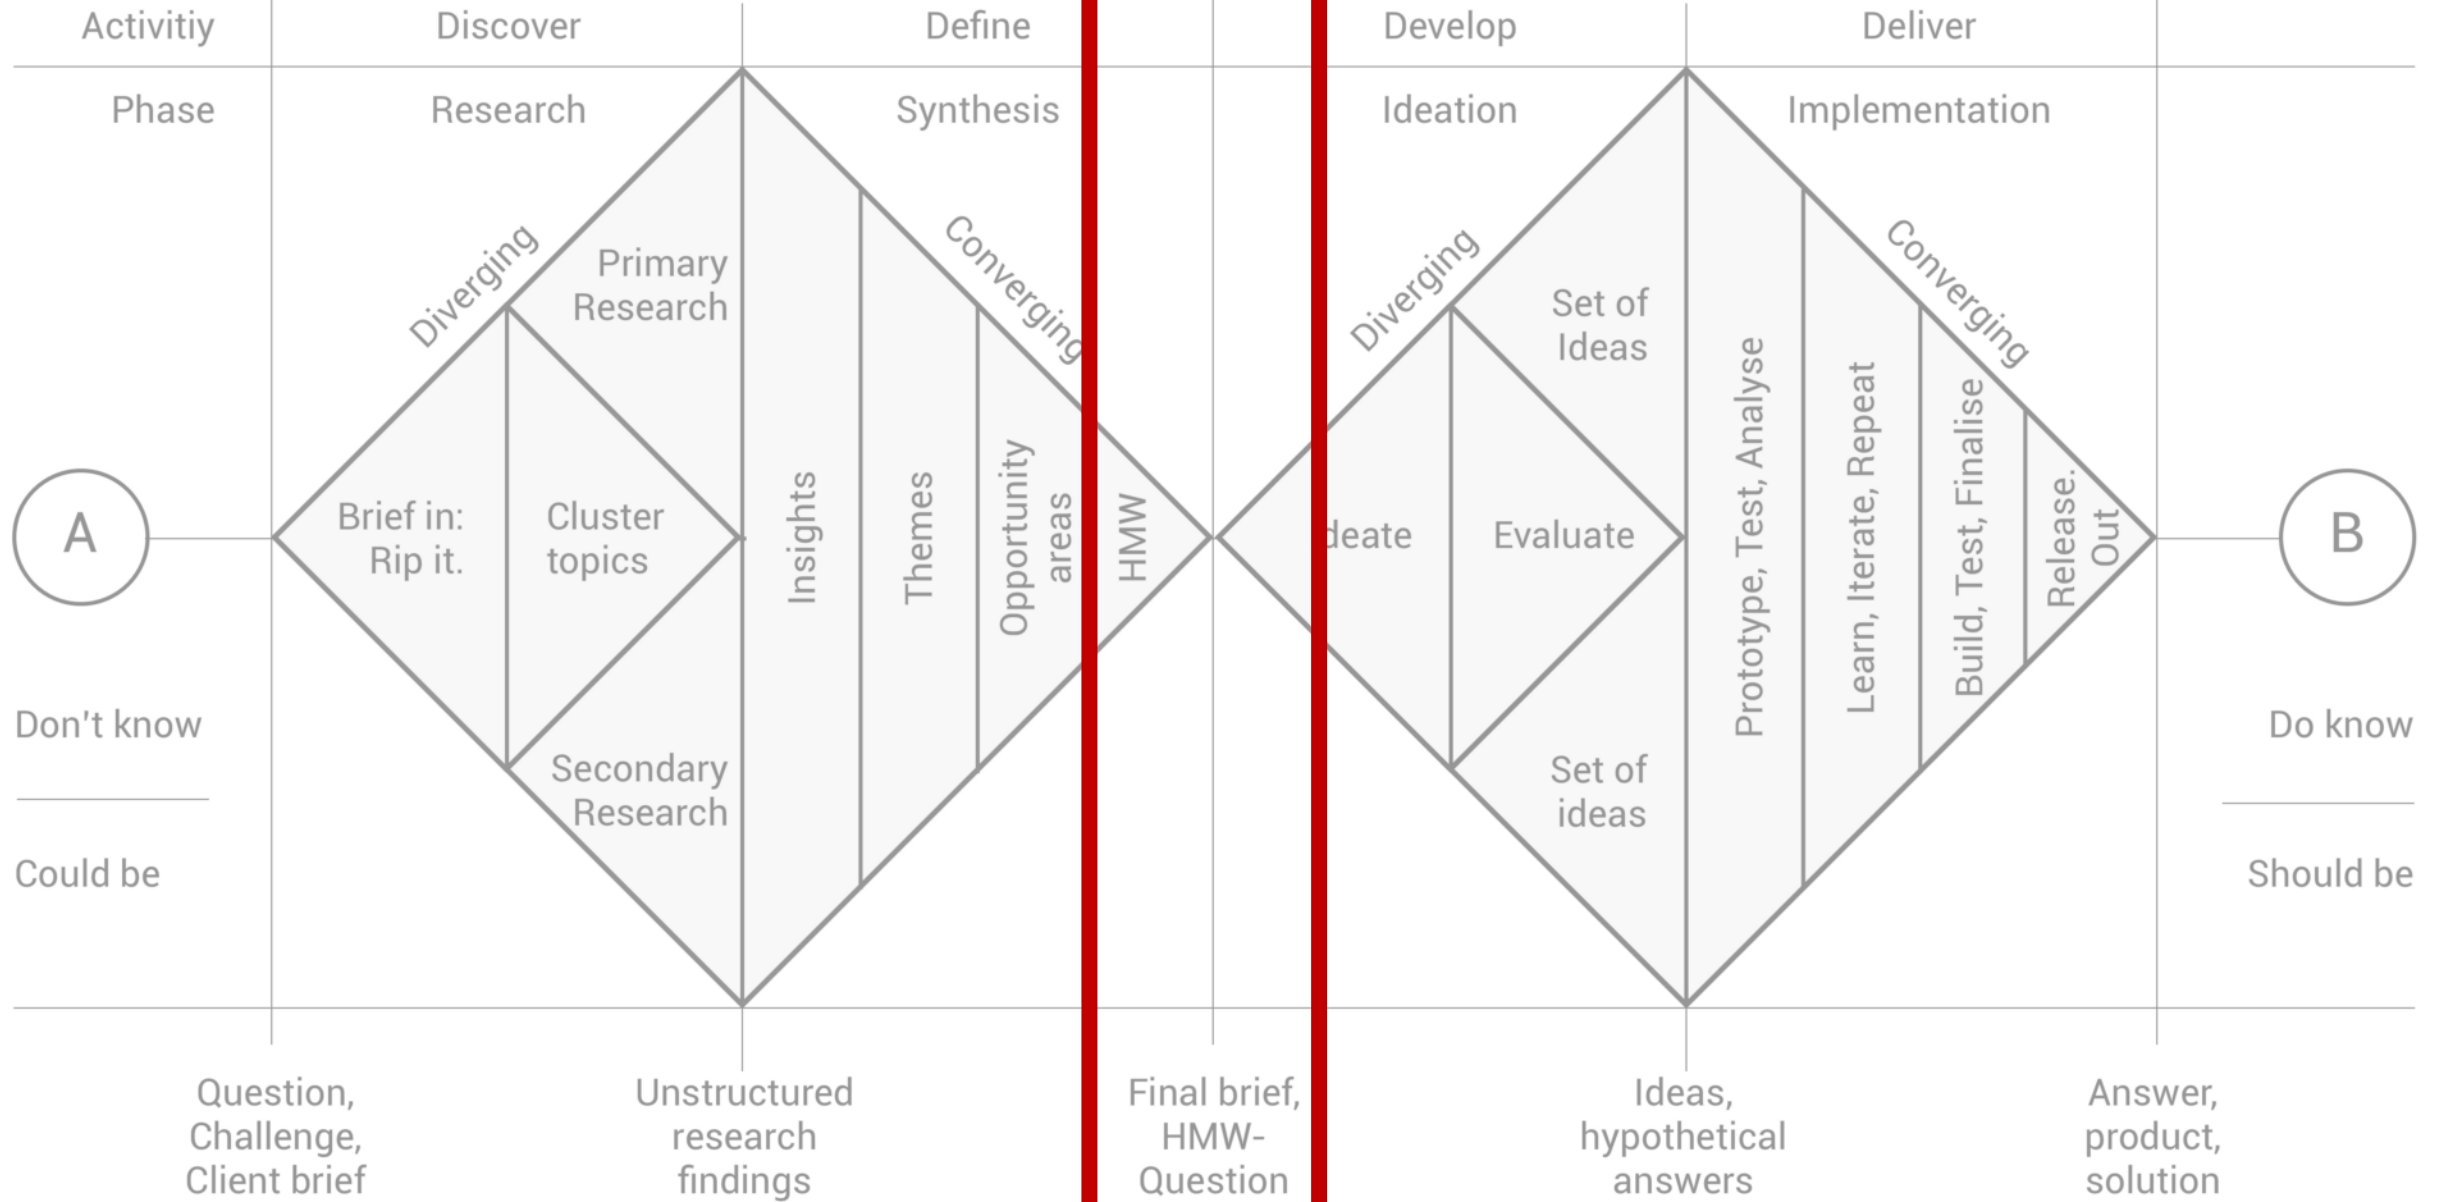 Activitiy
Discover
Define
Develop
Deliver
Phase
Research
Synthesis
Ideation
Implementation
Diverging
Converging
Diverging
Converging
A
Brief in:
Rip it.
Cluster
topics
Primary
Research
Secondary
Research
Insights
Themes
Opportunity
areas
HMW
deate
Evaluate
Set of
Ideas
Set of
ideas
Prototype, Test, Analyse
Learn, Iterate, Repeat
Build, Test, Finalise
Release.
Out
B
Don't know
Could be
Do know
Should be
Question,
Challenge,
Client brief
Unstructured
research
findings
Final brief,
HMW-
Question
Ideas,
hypothetical
answers
Answer,
product,
solution